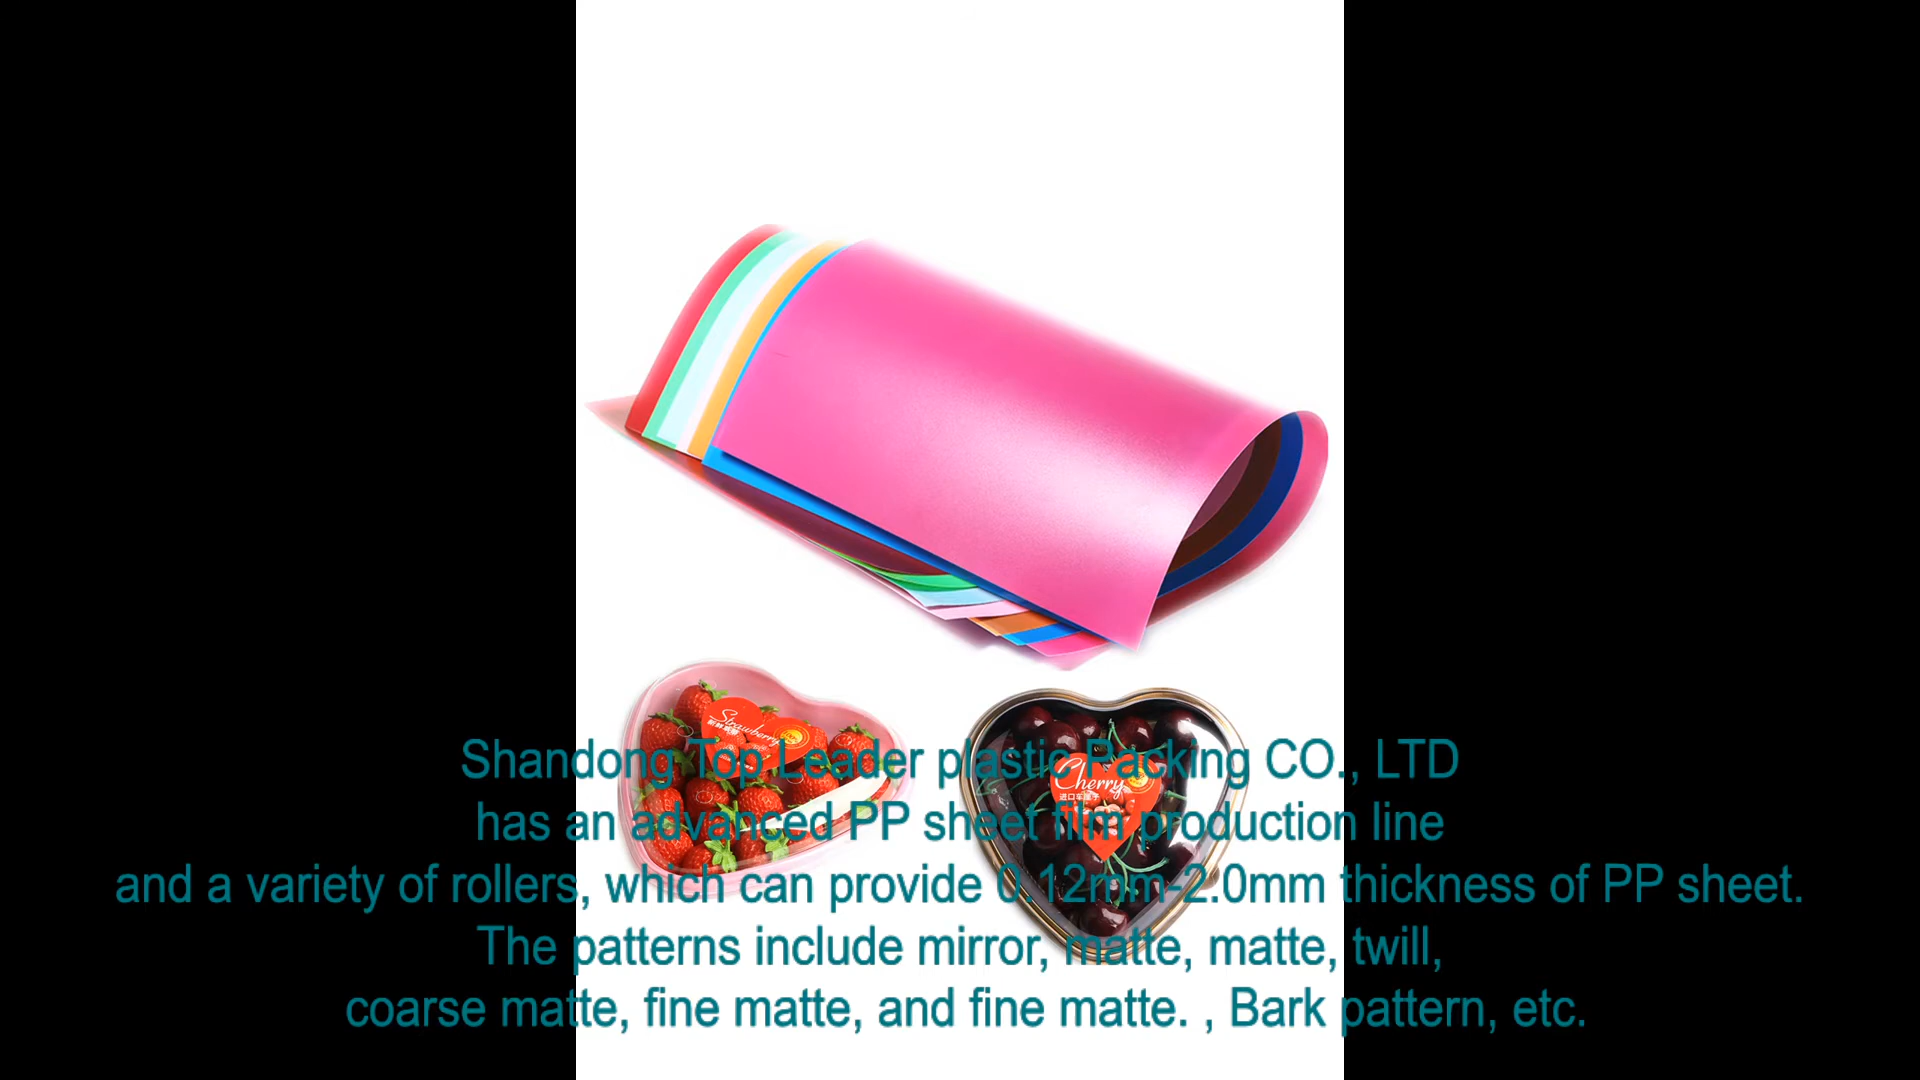 Strawberry
Cherry
Shandong Top Leader plastic Packing CO., LTD
has an advanced PP sheet film production line
and a variety of rollers, which can provide 0.12mm-2.0mm thickness of PP sheet.
The patterns include mirror, matte, matte, twill,
coarse matte, fine matte, and fine matte. , Bark pattern, etc.